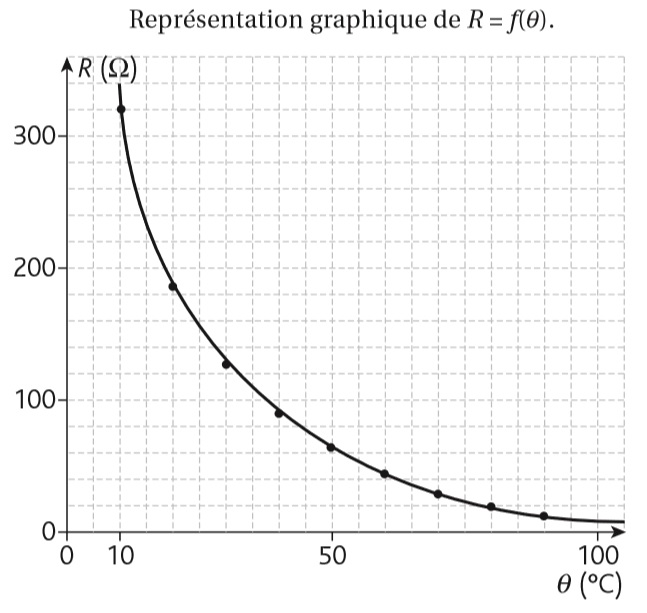 Représentation graphique de R = f(θ).
R (Ω)
300
200
100
0
0 10 50 100
θ (°C)